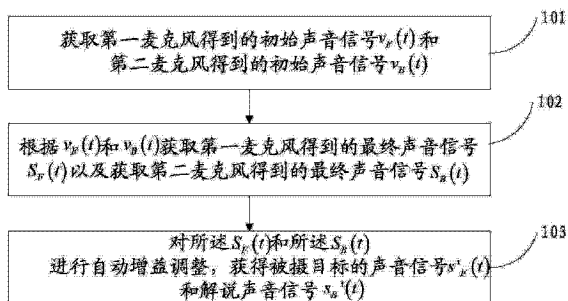 101
获取第一麦克风得到的初始声音信号v_F(t)和
第二麦克风得到的初始声音信号v_B(t)
102
根据v_F(t)和v_B(t)获取第一麦克风得到的最终声音信号
S_F(t)以及获取第二麦克风得到的最终声音信号S_B(t)
103
对所述S_F(t)和所述S_B(t)
进行自动增益调整，获得被摄目标的声音信号s'_F(t)
和解说声音信号s_B'(t)